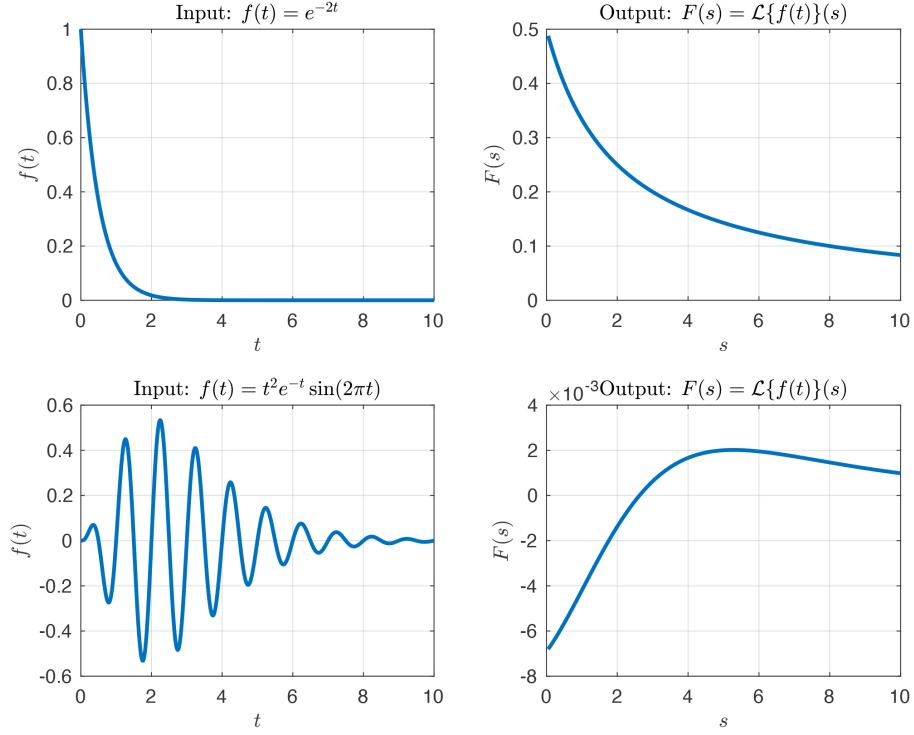 Input: f(t) = e^{-2t}
1
0.8
0.6
0.4
0.2
0
f(t)
0 2 4 6 8 10
t
Output: F(s) = ℒ{f(t)}(s)
0.5
0.4
0.3
0.2
0.1
0
F(s)
0 2 4 6 8 10
s
Input: f(t) = t²e^{-t} sin(2πt)
0.6
0.4
0.2
0
-0.2
-0.4
-0.6
f(t)
0 2 4 6 8 10
t
×10^{-3} Output: F(s) = ℒ{f(t)}(s)
4
2
0
-2
-4
-6
-8
F(s)
0 2 4 6 8 10
s